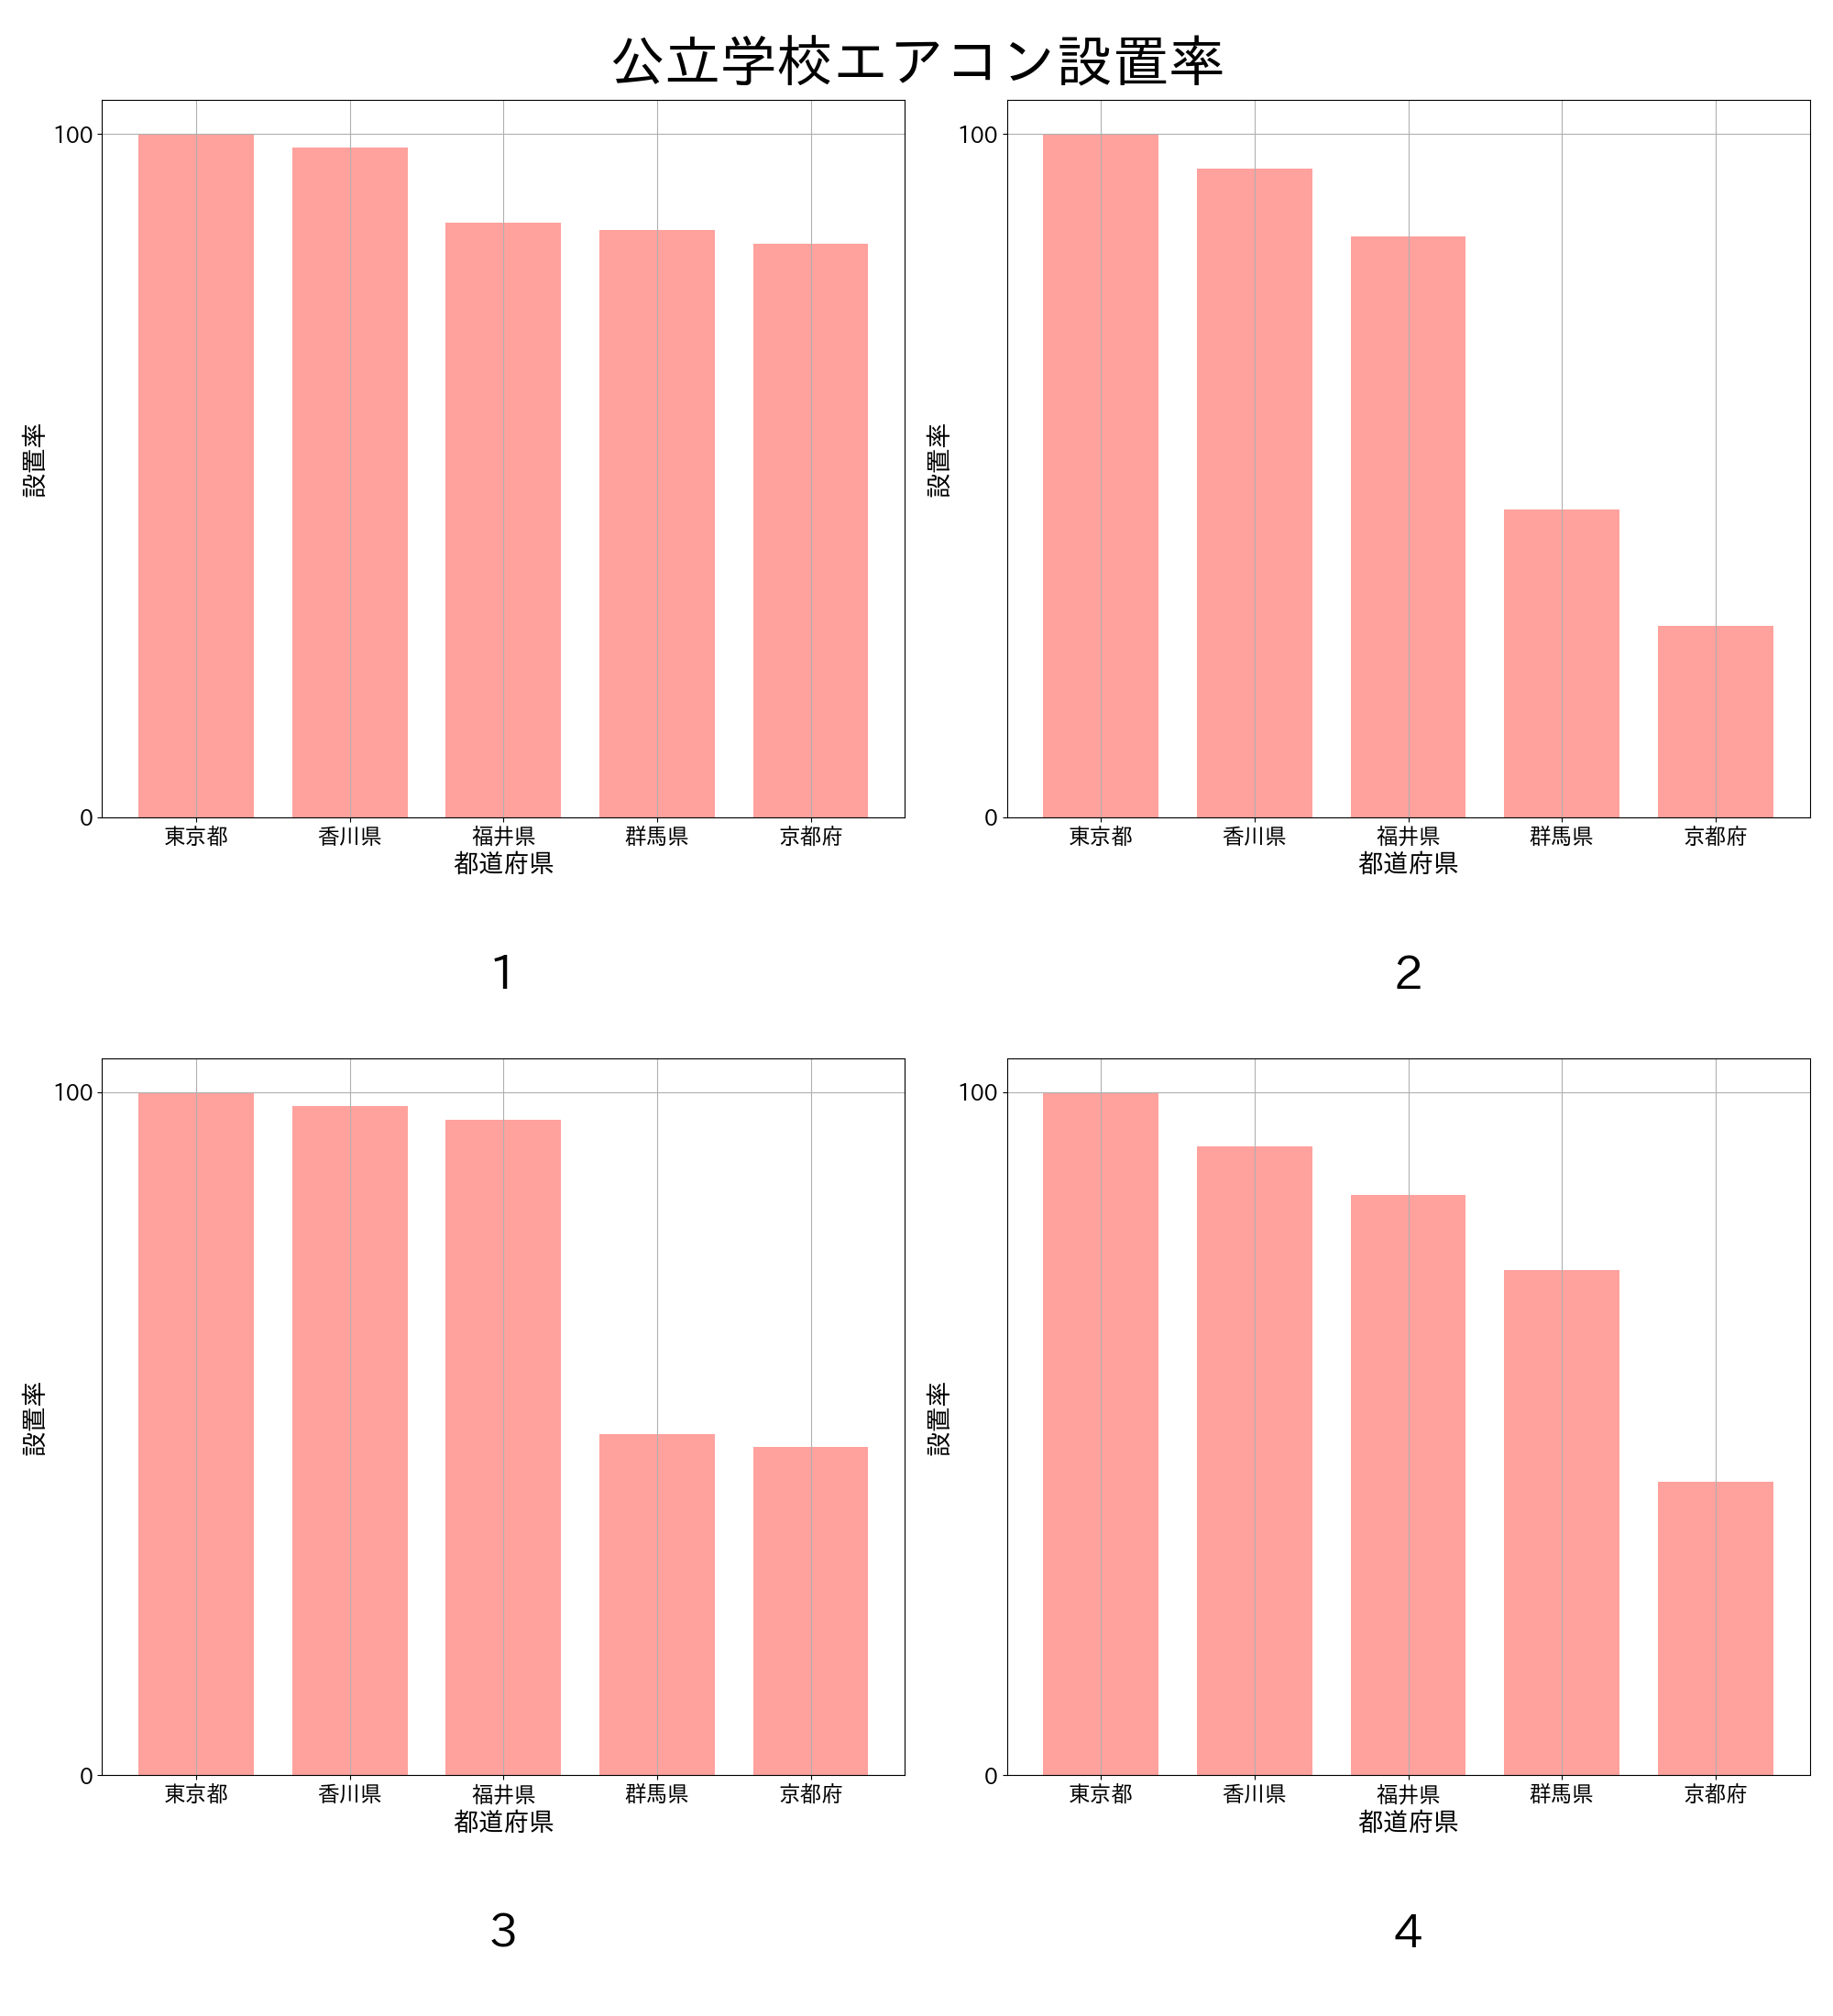 公立学校エアコン設置率
100
0
設置率
東京都 香川県 福井県 群馬県 京都府
都道府県
1
100
0
設置率
東京都 香川県 福井県 群馬県 京都府
都道府県
2
100
0
設置率
東京都 香川県 福井県 群馬県 京都府
都道府県
3
100
0
設置率
東京都 香川県 福井県 群馬県 京都府
都道府県
4